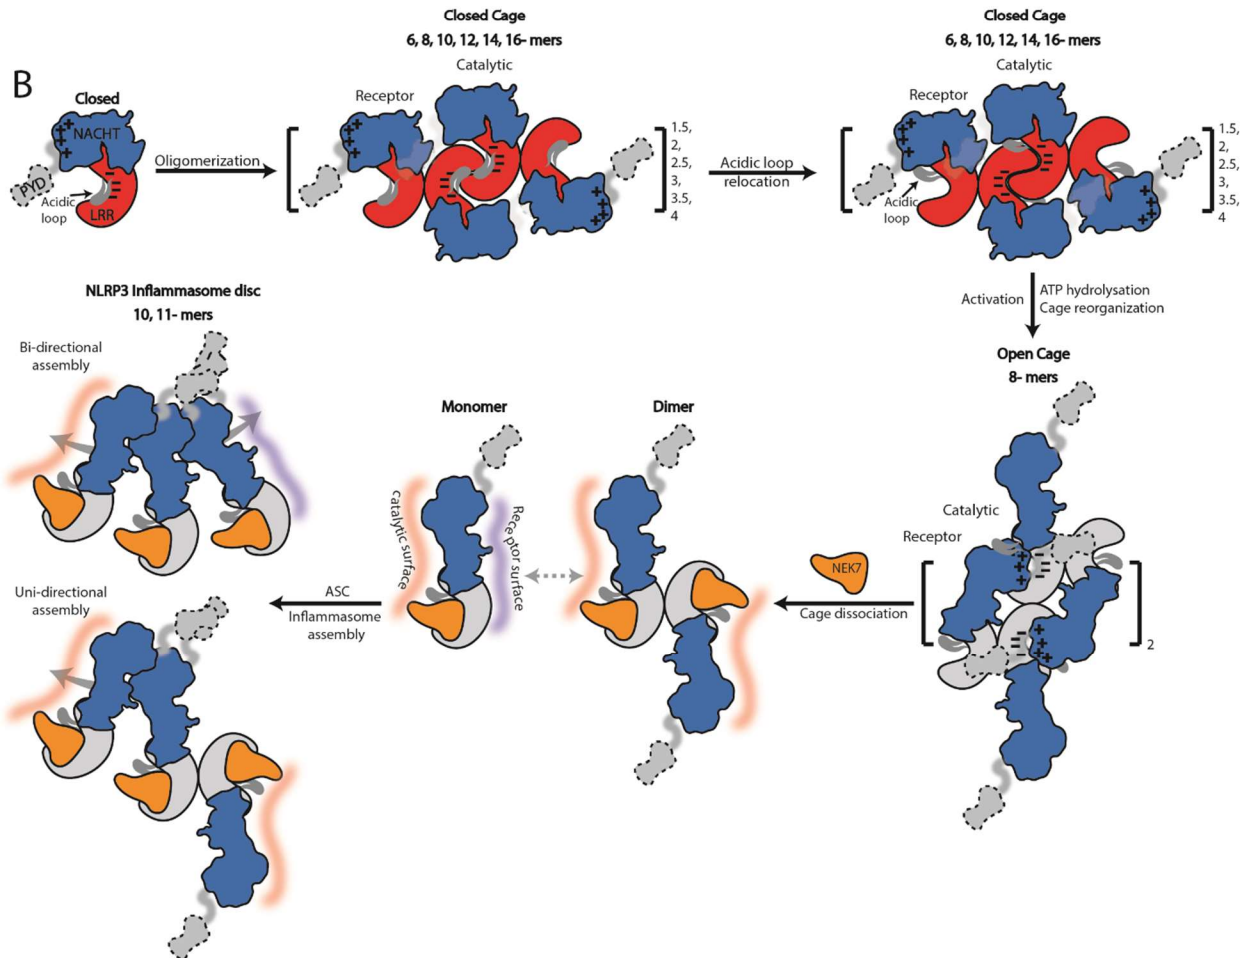 B
Closed
NACHT
+ + + +
PYD
Acidic
loop
LRR
Oligomerization
Closed Cage
6, 8, 10, 12, 14, 16- mers
Catalytic
Receptor
1.5,
2,
2.5,
3,
3.5,
4
Acidic loop
relocation
Closed Cage
6, 8, 10, 12, 14, 16- mers
Catalytic
Receptor
Acidic
loop
1.5,
2,
2.5,
3,
3.5,
4
Activation
ATP hydrolysation
Cage reorganization
Open Cage
8- mers
Catalytic
Receptor
2
NEK7
Cage dissociation
Dimer
Monomer
catalytic surface
Receptor surface
ASC
Inflammasome
assembly
NLRP3 Inflammasome disc
10, 11- mers
Bi-directional
assembly
Uni-directional
assembly